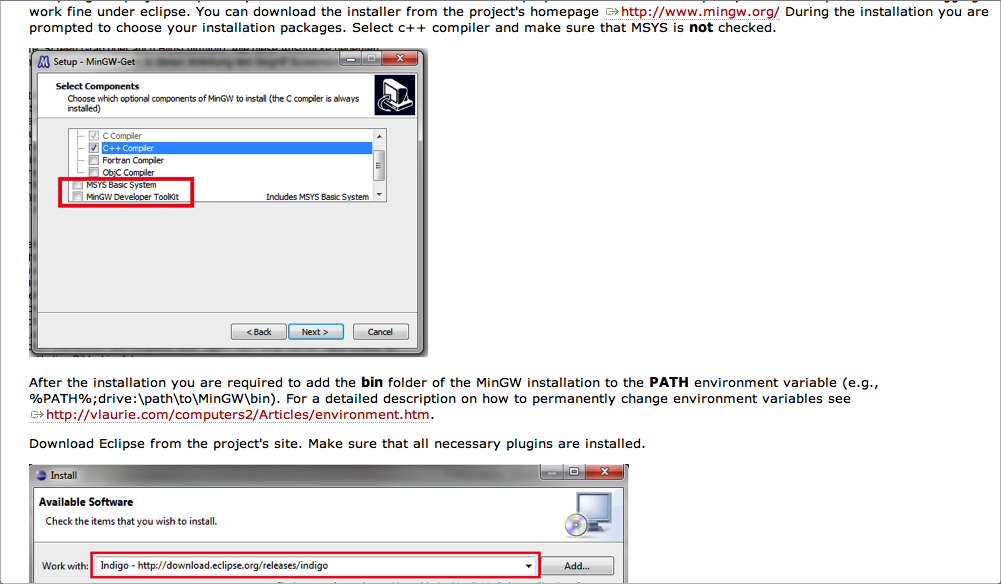 work fine under eclipse. You can download the installer from the project's homepage http://www.mingw.org/ During the installation you are
prompted to choose your installation packages. Select c++ compiler and make sure that MSYS is not checked.
Setup - MinGW-Get
Select Components
Choose which optional components of MinGW to install (the C compiler is always
installed)
C Compiler
C++ Compiler
Fortran Compiler
ObjC Compiler
MSYS Basic System
MinGW Developer ToolKit Includes MSYS Basic System
< Back Next > Cancel
After the installation you are required to add the bin folder of the MinGW installation to the PATH environment variable (e.g.,
%PATH%;drive:\path\to\MinGW\bin). For a detailed description on how to permanently change environment variables see
http://vlaurie.com/computers2/Articles/environment.htm.
Download Eclipse from the project's site. Make sure that all necessary plugins are installed.
Install
Available Software
Check the items that you wish to install.
Work with: Indigo - http://download.eclipse.org/releases/indigo Add...